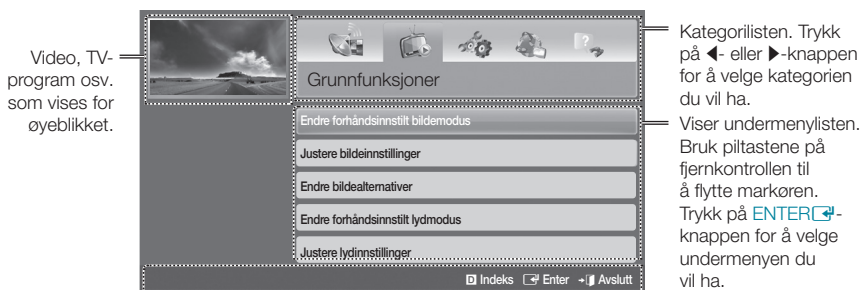 Video, TV-
program osv.
som vises for
øyeblikket.
Grunnfunksjoner
Endre forhåndsinnstilt bildemodus
Justere bildeinnstillinger
Endre bildealternativer
Endre forhåndsinnstilt lydmodus
Justere lydinnstillinger
D Indeks Enter Avslutt
Kategorilisten. Trykk
på ◀- eller ▶-knappen
for å velge kategorien
du vil ha.
Viser undermenylisten.
Bruk piltastene på
fjernkontrollen til
å flytte markøren.
Trykk på ENTER-
knappen for å velge
undermenyen du
vil ha.